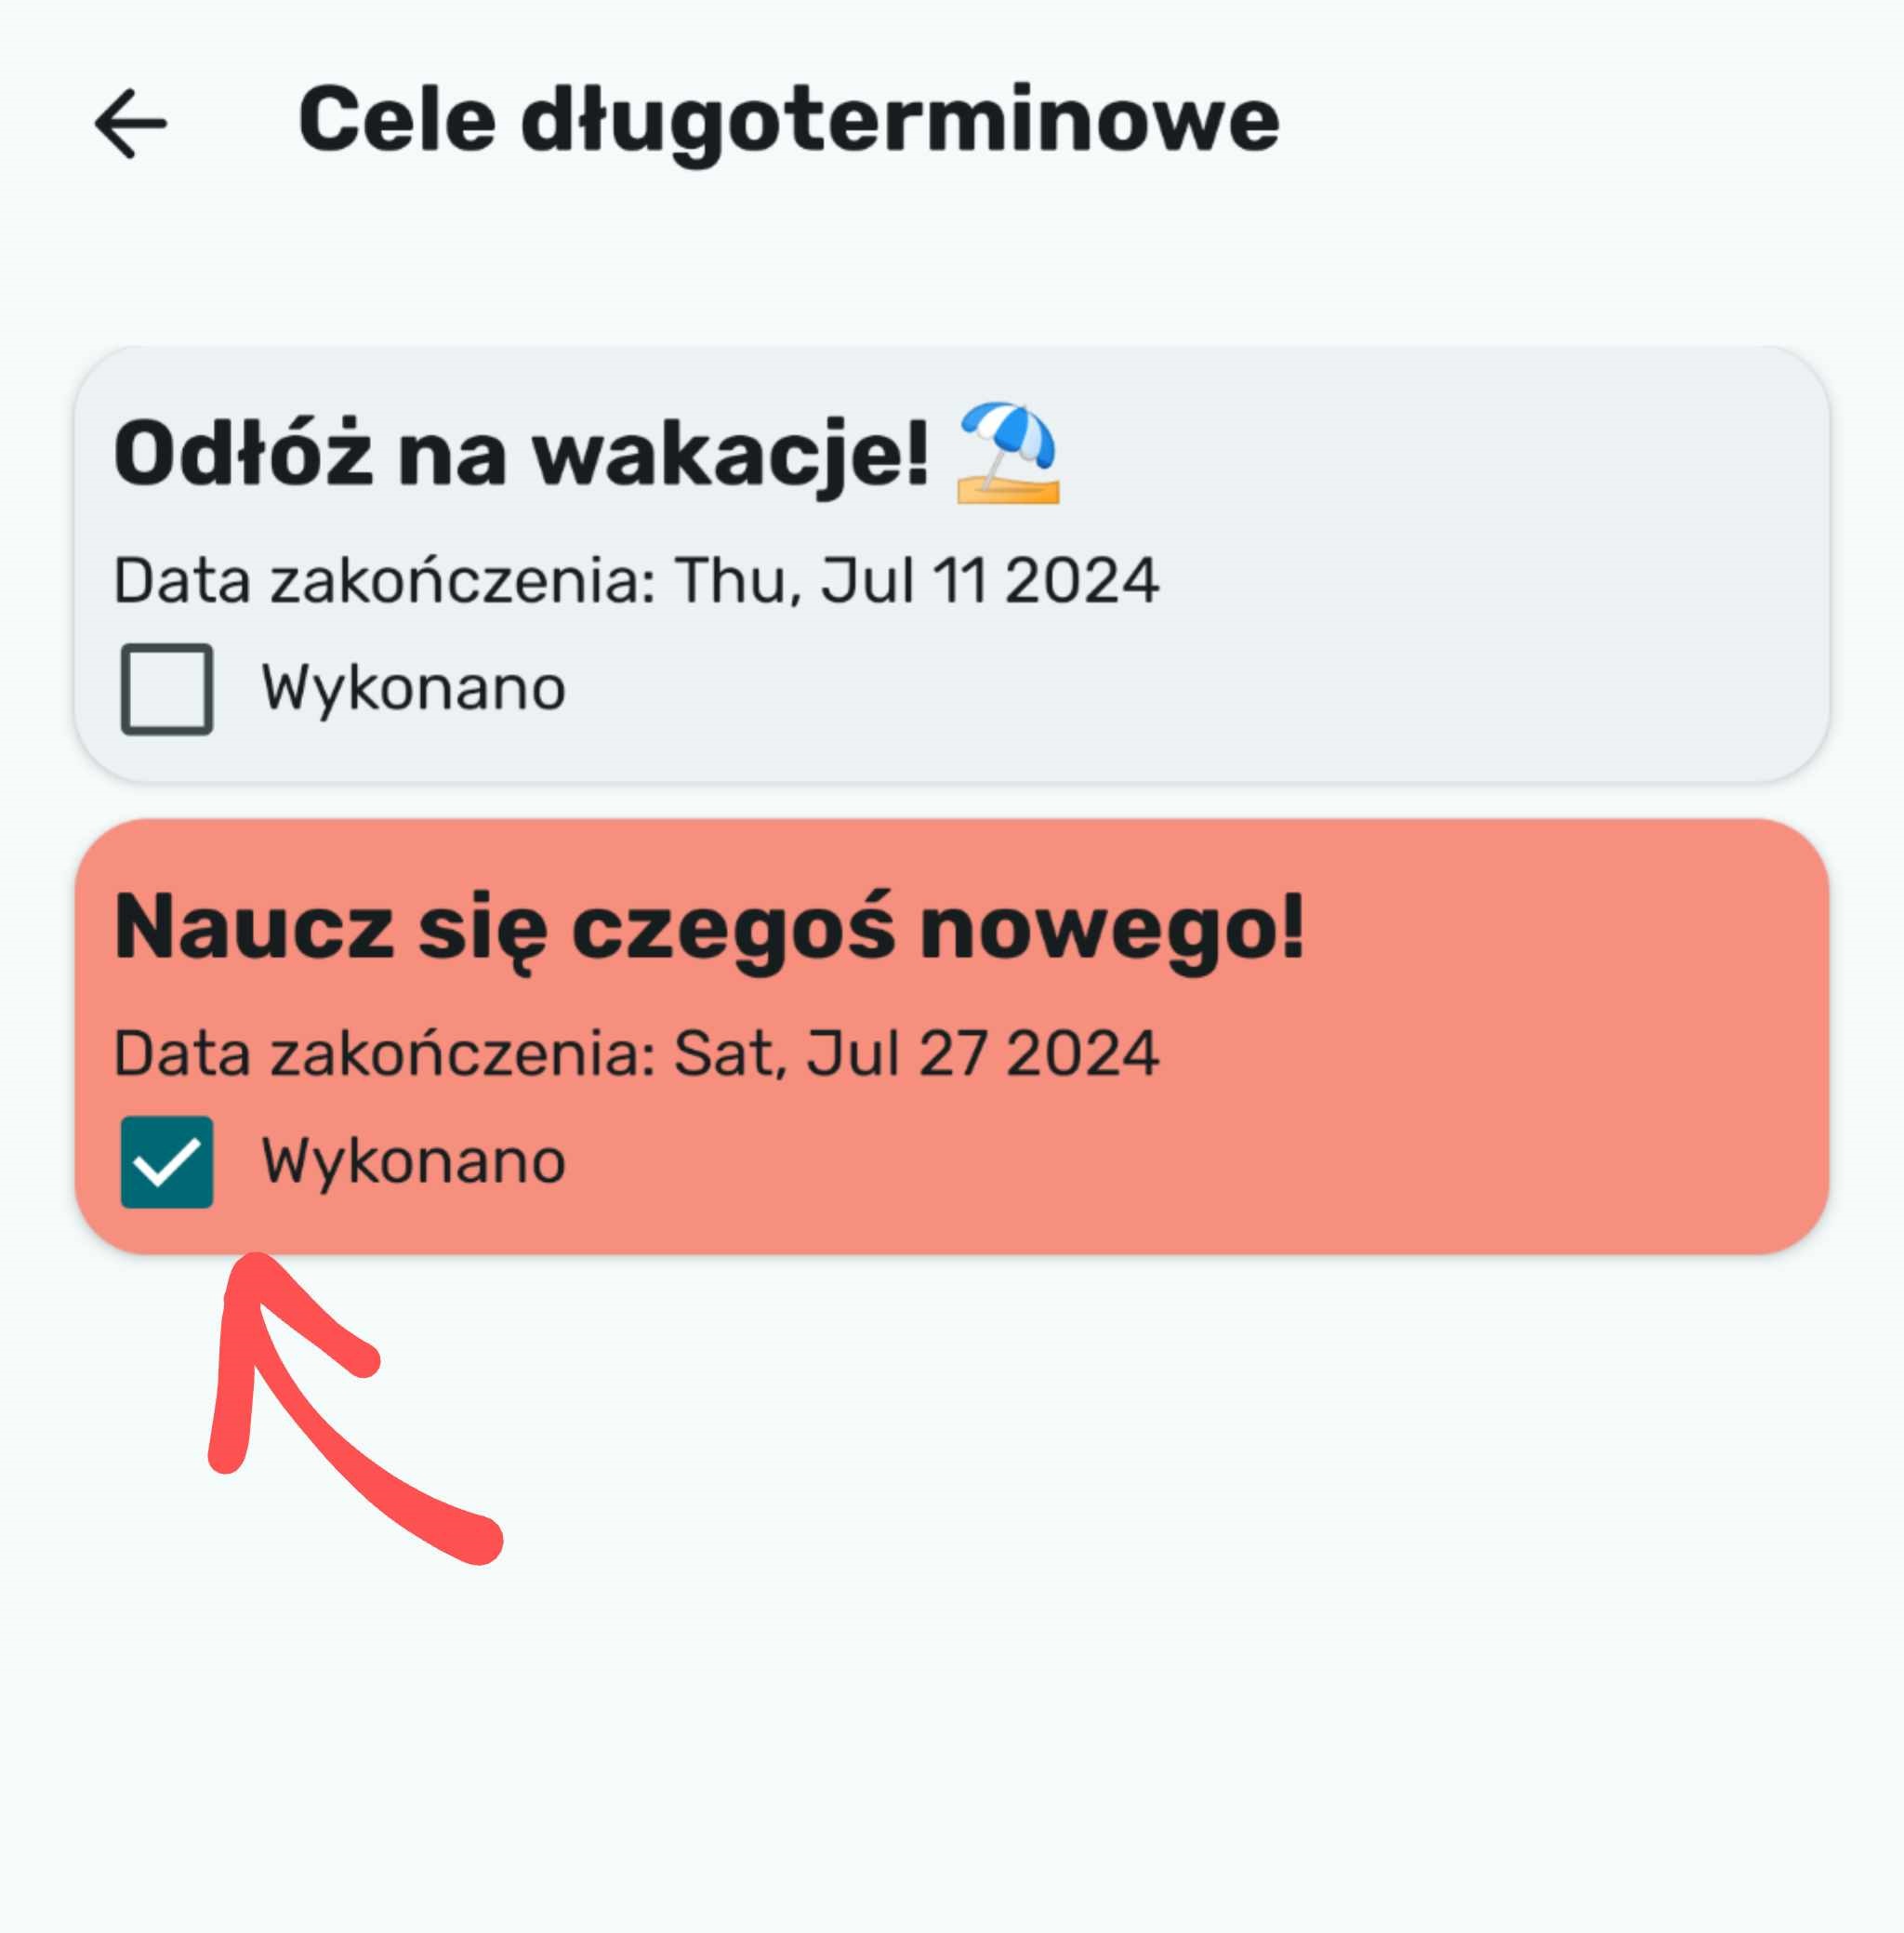 Cele długoterminowe
Odłóż na wakacje! 🏖️
Data zakończenia: Thu, Jul 11 2024
Wykonano
Naucz się czegoś nowego!
Data zakończenia: Sat, Jul 27 2024
Wykonano